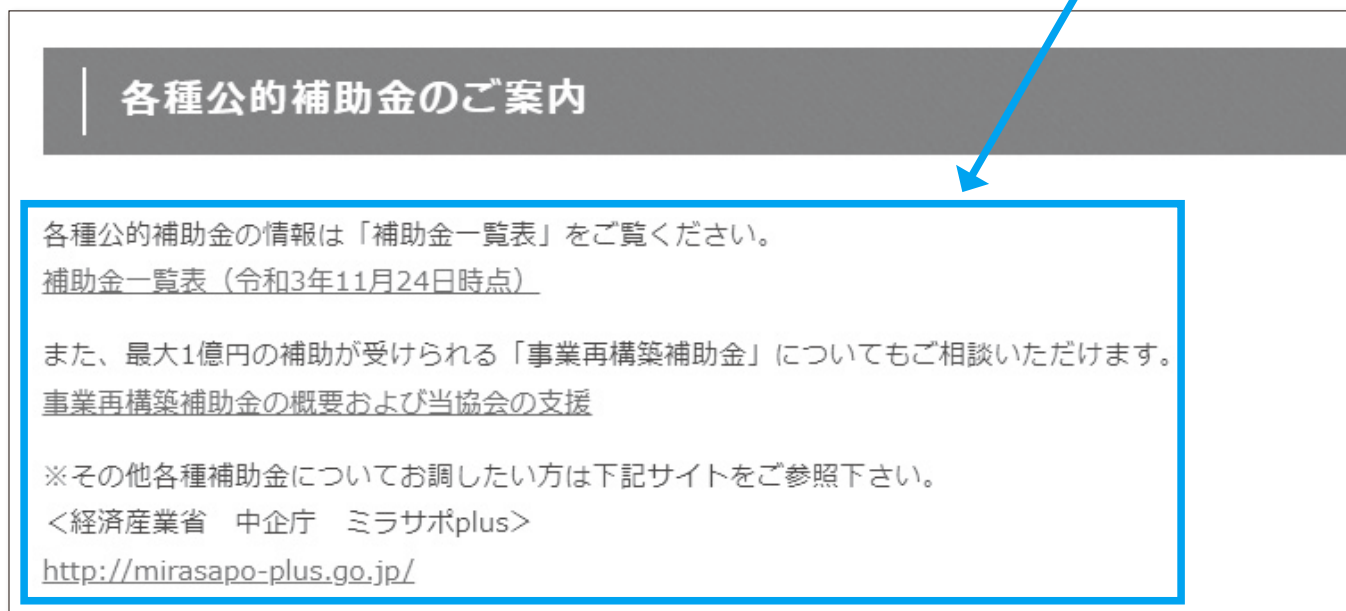 各種公的補助金のご案内
各種公的補助金の情報は「補助金一覧表」をご覧ください。
補助金一覧表（令和3年11月24日時点）
また、最大1億円の補助が受けられる「事業再構築補助金」についてもご相談いただけます。
事業再構築補助金の概要および当協会の支援
※その他各種補助金についてお調したい方は下記サイトをご参照下さい。
＜経済産業省　中企庁　ミラサポplus＞
http://mirasapo-plus.go.jp/